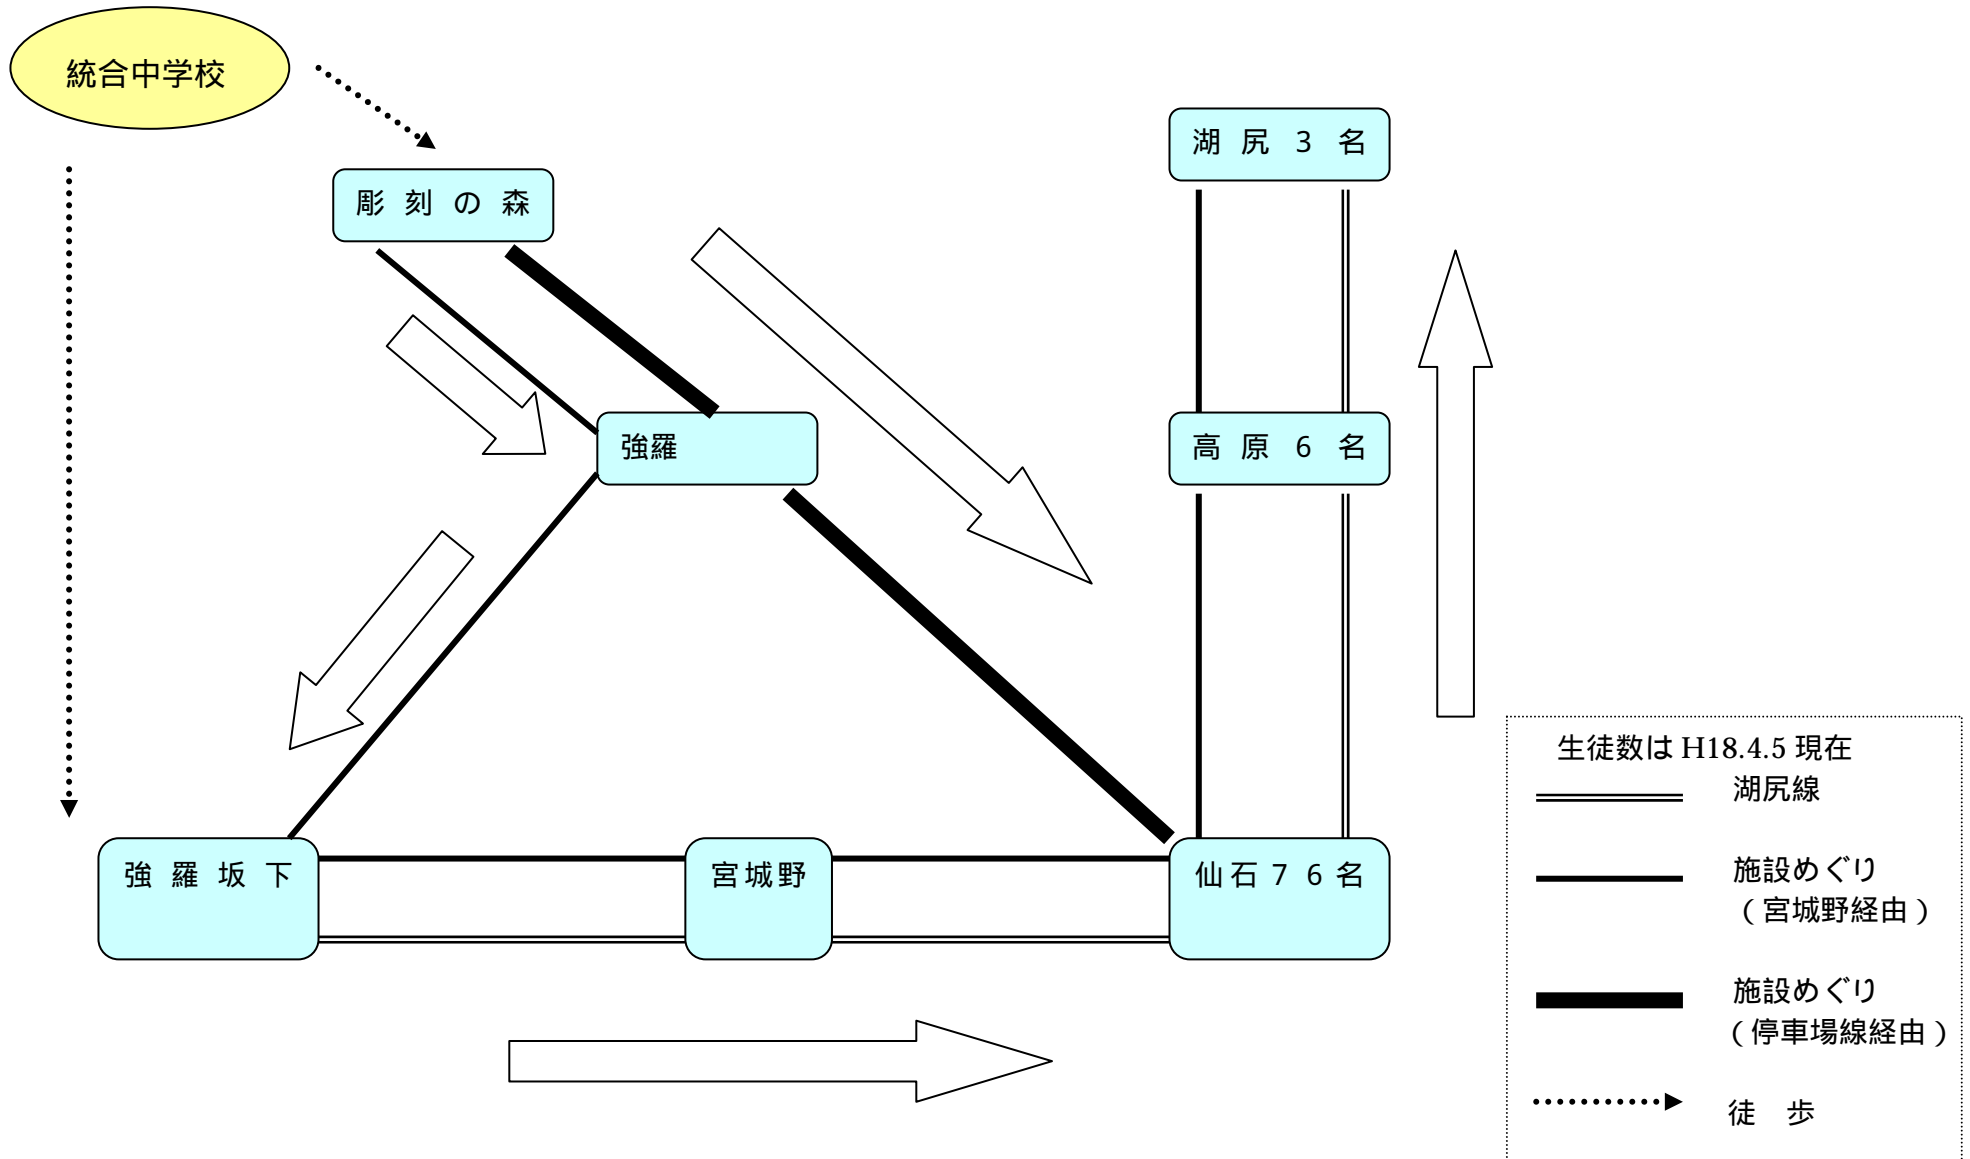 統合中学校
湖尻3名
彫刻の森
強羅
高原6名
強羅坂下
宮城野
仙石76名
生徒数はH18.4.5現在
湖尻線
施設めぐり
（宮城野経由）
施設めぐり
（停車場線経由）
徒　歩